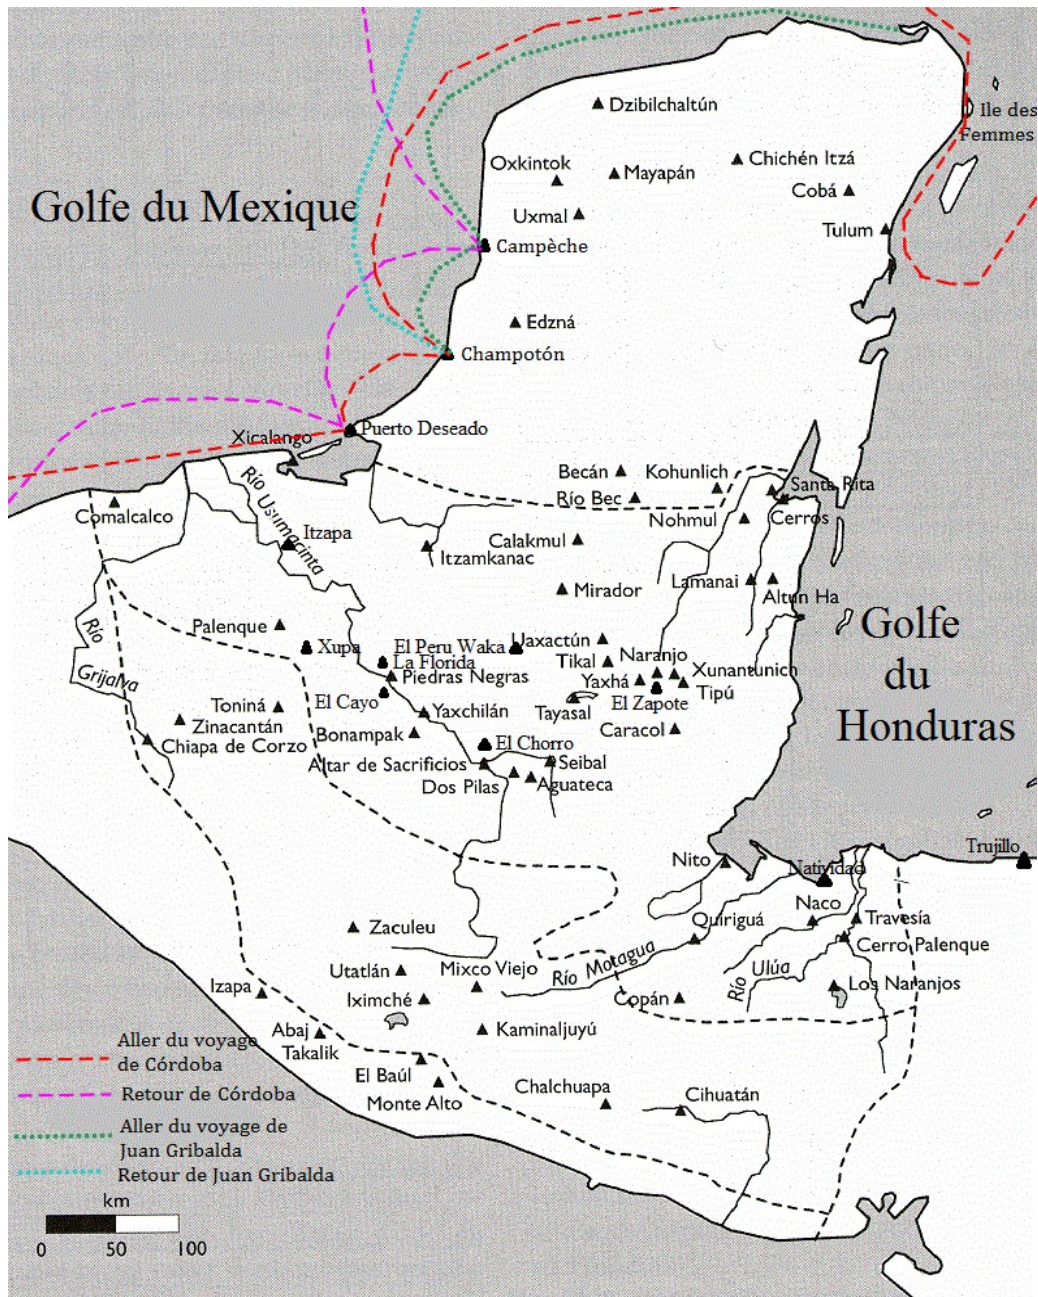 Dzibilchaltún
Ile des
Femmes
Oxkintok
Mayapán
Chichén Itzá
Cobá
Golfe du Mexique
Uxmal
Tulum
Campèche
Edzná
Champotón
Puerto Deseado
Xicalango
Becán
Kohunlich
Río Bec
Santa Rita
Río Usumacinta
Comalcalco
Nohmul
Cerros
Itzapa
Calakmul
Itzamkanac
Mirador
Lamanai
Altun Ha
Golfe
du
Honduras
Río
Grijalva
Palenque
Xupa
El Peru Waka
Uaxactún
La Florida
Tikal
Naranjo
Piedras Negras
Yaxhá
Xunantunich
Tipú
El Cayo
El Zapote
Toniná
Yaxchilán
Tayasal
Zinacantán
Bonampak
Caracol
Chiapa de Corzo
El Chorro
Altar de Sacrificios
Seibal
Dos Pilas
Aguateca
Trujillo
Nito
Natividad
Naco
Quiriguá
Travesía
Zaculeu
Cerro Palenque
Río Motagua
Río Ulúa
Utatlán
Mixco Viejo
Los Naranjos
Izapa
Iximché
Copán
Abaj
Takalik
Kaminaljuyú
El Baúl
Monte Alto
Chalchuapa
Cihuatán
Aller du voyage
de Córdoba
Retour de Córdoba
Aller du voyage de
Juan Gribalda
Retour de Juan Gribalda
km
0 50 100